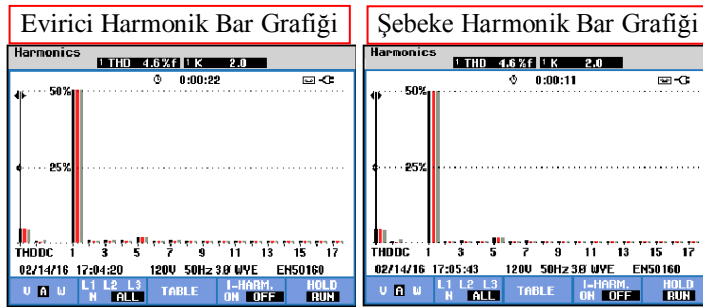 Evirici Harmonik Bar Grafiği
Harmonics
1 THD 4.6%f 1 K 2.0
0:00:22
50%
25%
THDDC 1 3 5 7 9 11 13 15 17
02/14/16 17:04:20 120V 50Hz 3Ø WYE EN50160
V A W L1 L2 L3 N ALL TABLE I-HARM. ON OFF HOLD RUN
Şebeke Harmonik Bar Grafiği
Harmonics
1 THD 4.6%f 1 K 2.0
0:00:11
50%
25%
THDDC 1 3 5 7 9 11 13 15 17
02/14/16 17:05:43 120V 50Hz 3Ø WYE EN50160
V A W L1 L2 L3 N ALL TABLE I-HARM. ON OFF HOLD RUN